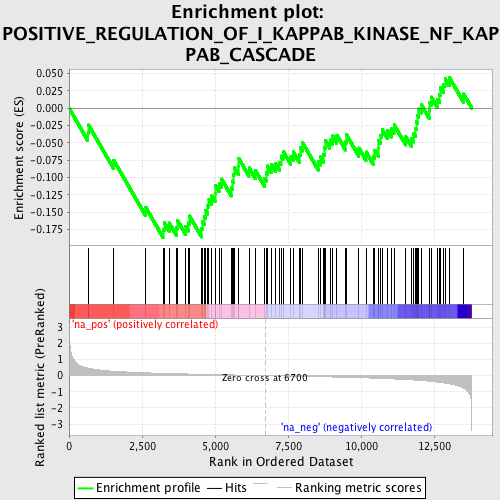 Enrichment plot:
POSITIVE_REGULATION_OF_I_KAPPAB_KINASE_NF_KAP
PAB_CASCADE
Enrichment score (ES)
0.050
0.025
0.000
-0.025
-0.050
-0.075
-0.100
-0.125
-0.150
-0.175
'na_pos' (positively correlated)
Ranked list metric (PreRanked)
3
2
1
0
-1
-2
-3
Zero cross at 6700
'na_neg' (negatively correlated)
0
2,500
5,000
7,500
10,000
12,500
Rank in Ordered Dataset
Enrichment profile
Hits
Ranking metric scores